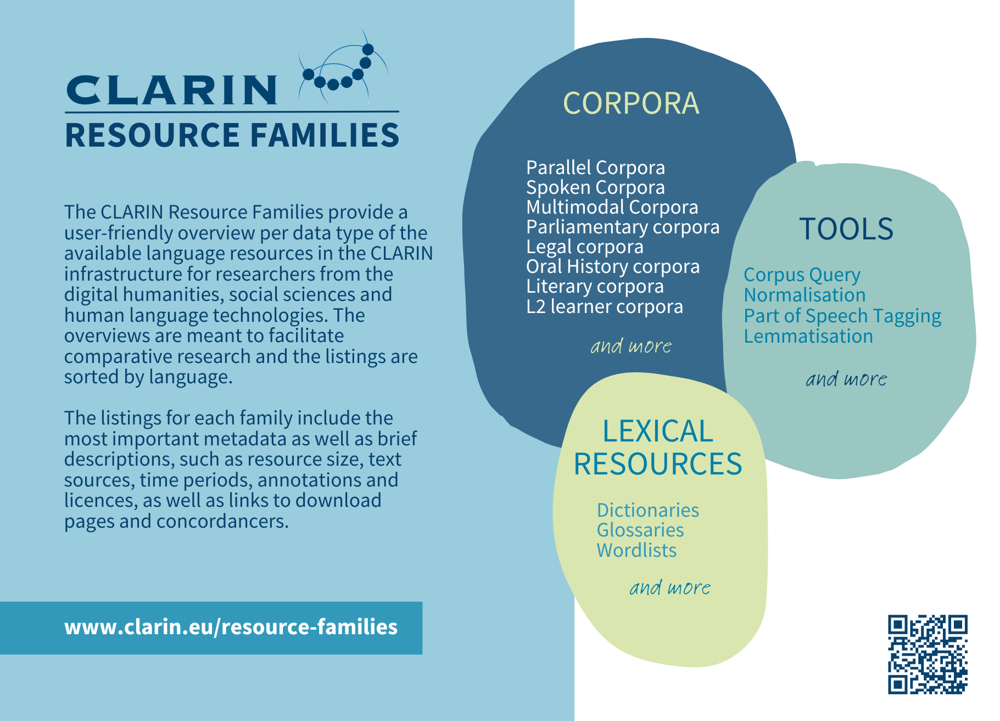 CLARIN
RESOURCE FAMILIES
The CLARIN Resource Families provide a
user-friendly overview per data type of the
available language resources in the CLARIN
infrastructure for researchers from the
digital humanities, social sciences and
human language technologies. The
overviews are meant to facilitate
comparative research and the listings are
sorted by language.
The listings for each family include the
most important metadata as well as brief
descriptions, such as resource size, text
sources, time periods, annotations and
licences, as well as links to download
pages and concordancers.
www.clarin.eu/resource-families
CORPORA
Parallel Corpora
Spoken Corpora
Multimodal Corpora
Parliamentary corpora
Legal corpora
Oral History corpora
Literary corpora
L2 learner corpora
and more
TOOLS
Corpus Query
Normalisation
Part of Speech Tagging
Lemmatisation
and more
LEXICAL
RESOURCES
Dictionaries
Glossaries
Wordlists
and more